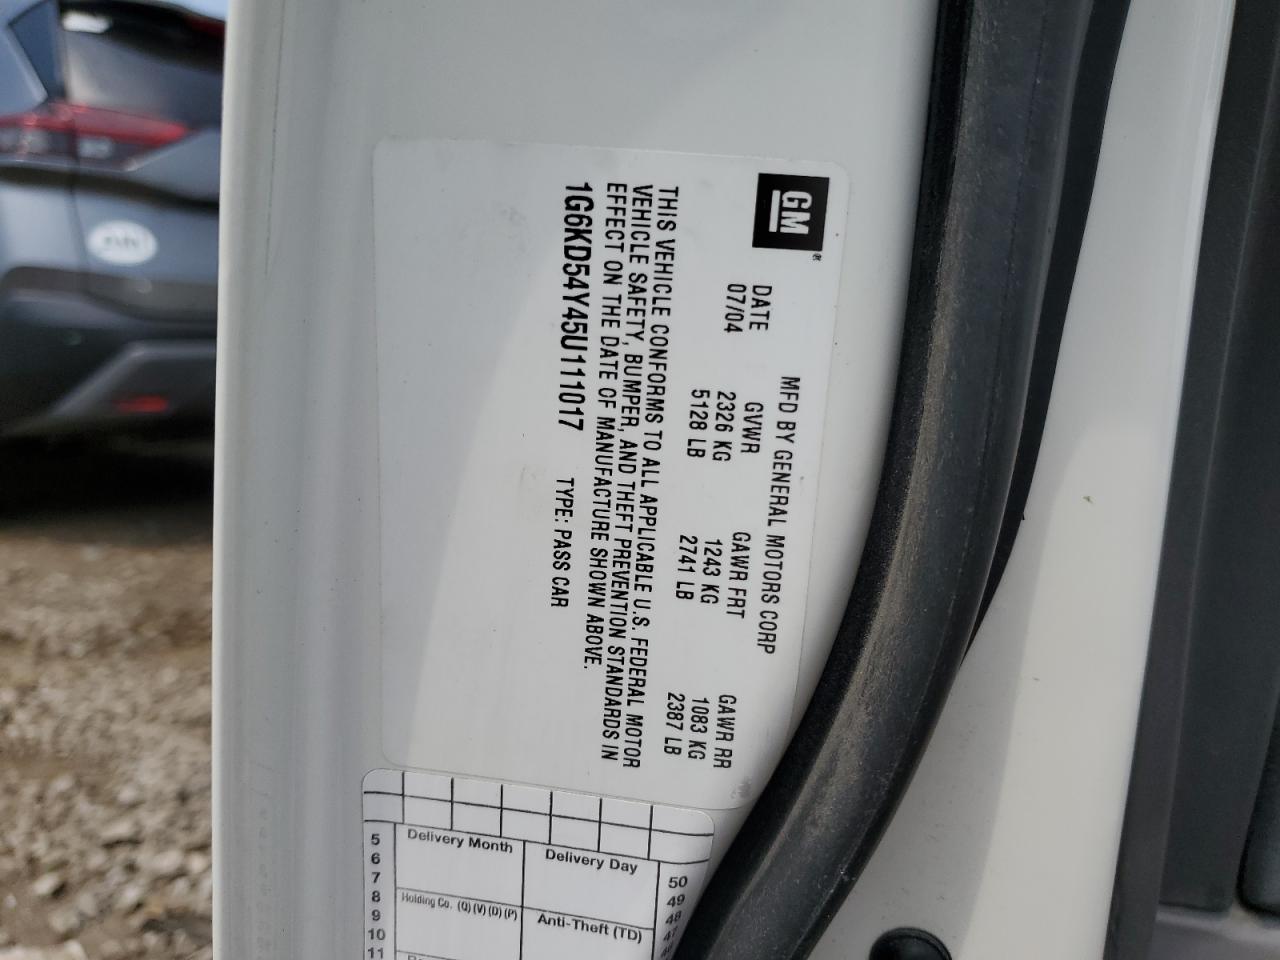 GM®
MFD BY GENERAL MOTORS CORP
DATE GVWR GAWR FRT GAWR RR
07/04 2326 KG 1243 KG 1083 KG
5128 LB 2741 LB 2387 LB
THIS VEHICLE CONFORMS TO ALL APPLICABLE U.S. FEDERAL MOTOR
VEHICLE SAFETY, BUMPER, AND THEFT PREVENTION STANDARDS IN
EFFECT ON THE DATE OF MANUFACTURE SHOWN ABOVE.
1G6KD54Y45U111017 TYPE: PASS CAR
5 Delivery Month Delivery Day 50
6
7 49
8 Holding Co. (Q) (V) (D) (P) Anti-Theft (TD) 48
9 47
10
11